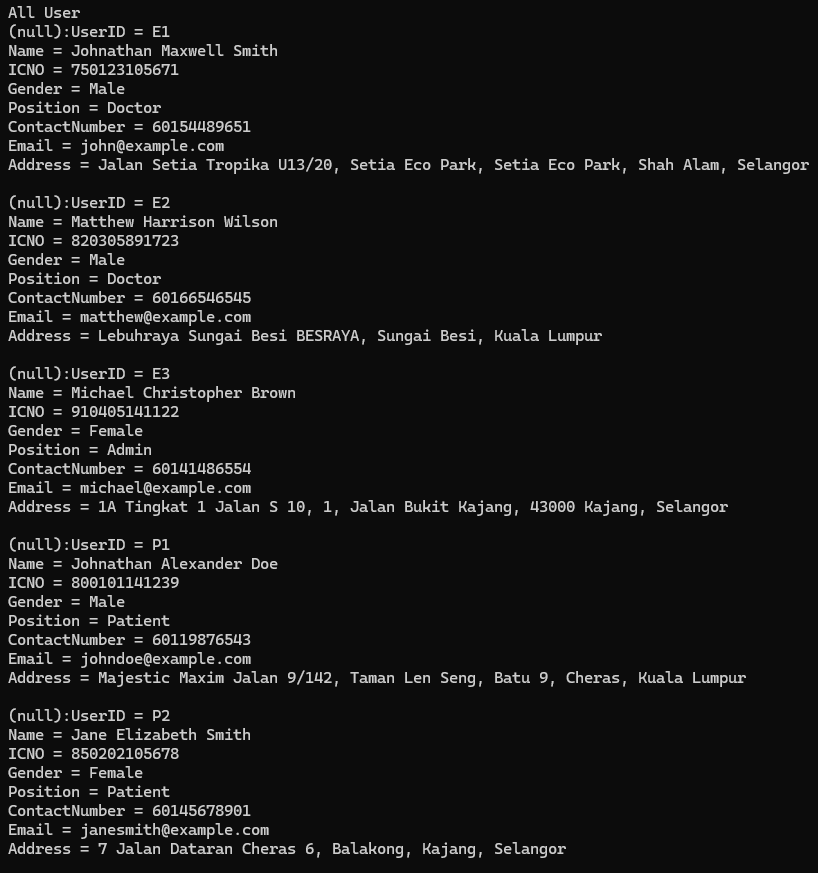 All User
(null):UserID = E1
Name = Johnathan Maxwell Smith
ICNO = 750123105671
Gender = Male
Position = Doctor
ContactNumber = 60154489651
Email = john@example.com
Address = Jalan Setia Tropika U13/20, Setia Eco Park, Setia Eco Park, Shah Alam, Selangor
(null):UserID = E2
Name = Matthew Harrison Wilson
ICNO = 820305891723
Gender = Male
Position = Doctor
ContactNumber = 60166546545
Email = matthew@example.com
Address = Lebuhraya Sungai Besi BESRAYA, Sungai Besi, Kuala Lumpur
(null):UserID = E3
Name = Michael Christopher Brown
ICNO = 910405141122
Gender = Female
Position = Admin
ContactNumber = 60141486554
Email = michael@example.com
Address = 1A Tingkat 1 Jalan S 10, 1, Jalan Bukit Kajang, 43000 Kajang, Selangor
(null):UserID = P1
Name = Johnathan Alexander Doe
ICNO = 800101141239
Gender = Male
Position = Patient
ContactNumber = 60119876543
Email = johndoe@example.com
Address = Majestic Maxim Jalan 9/142, Taman Len Seng, Batu 9, Cheras, Kuala Lumpur
(null):UserID = P2
Name = Jane Elizabeth Smith
ICNO = 850202105678
Gender = Female
Position = Patient
ContactNumber = 60145678901
Email = janesmith@example.com
Address = 7 Jalan Dataran Cheras 6, Balakong, Kajang, Selangor